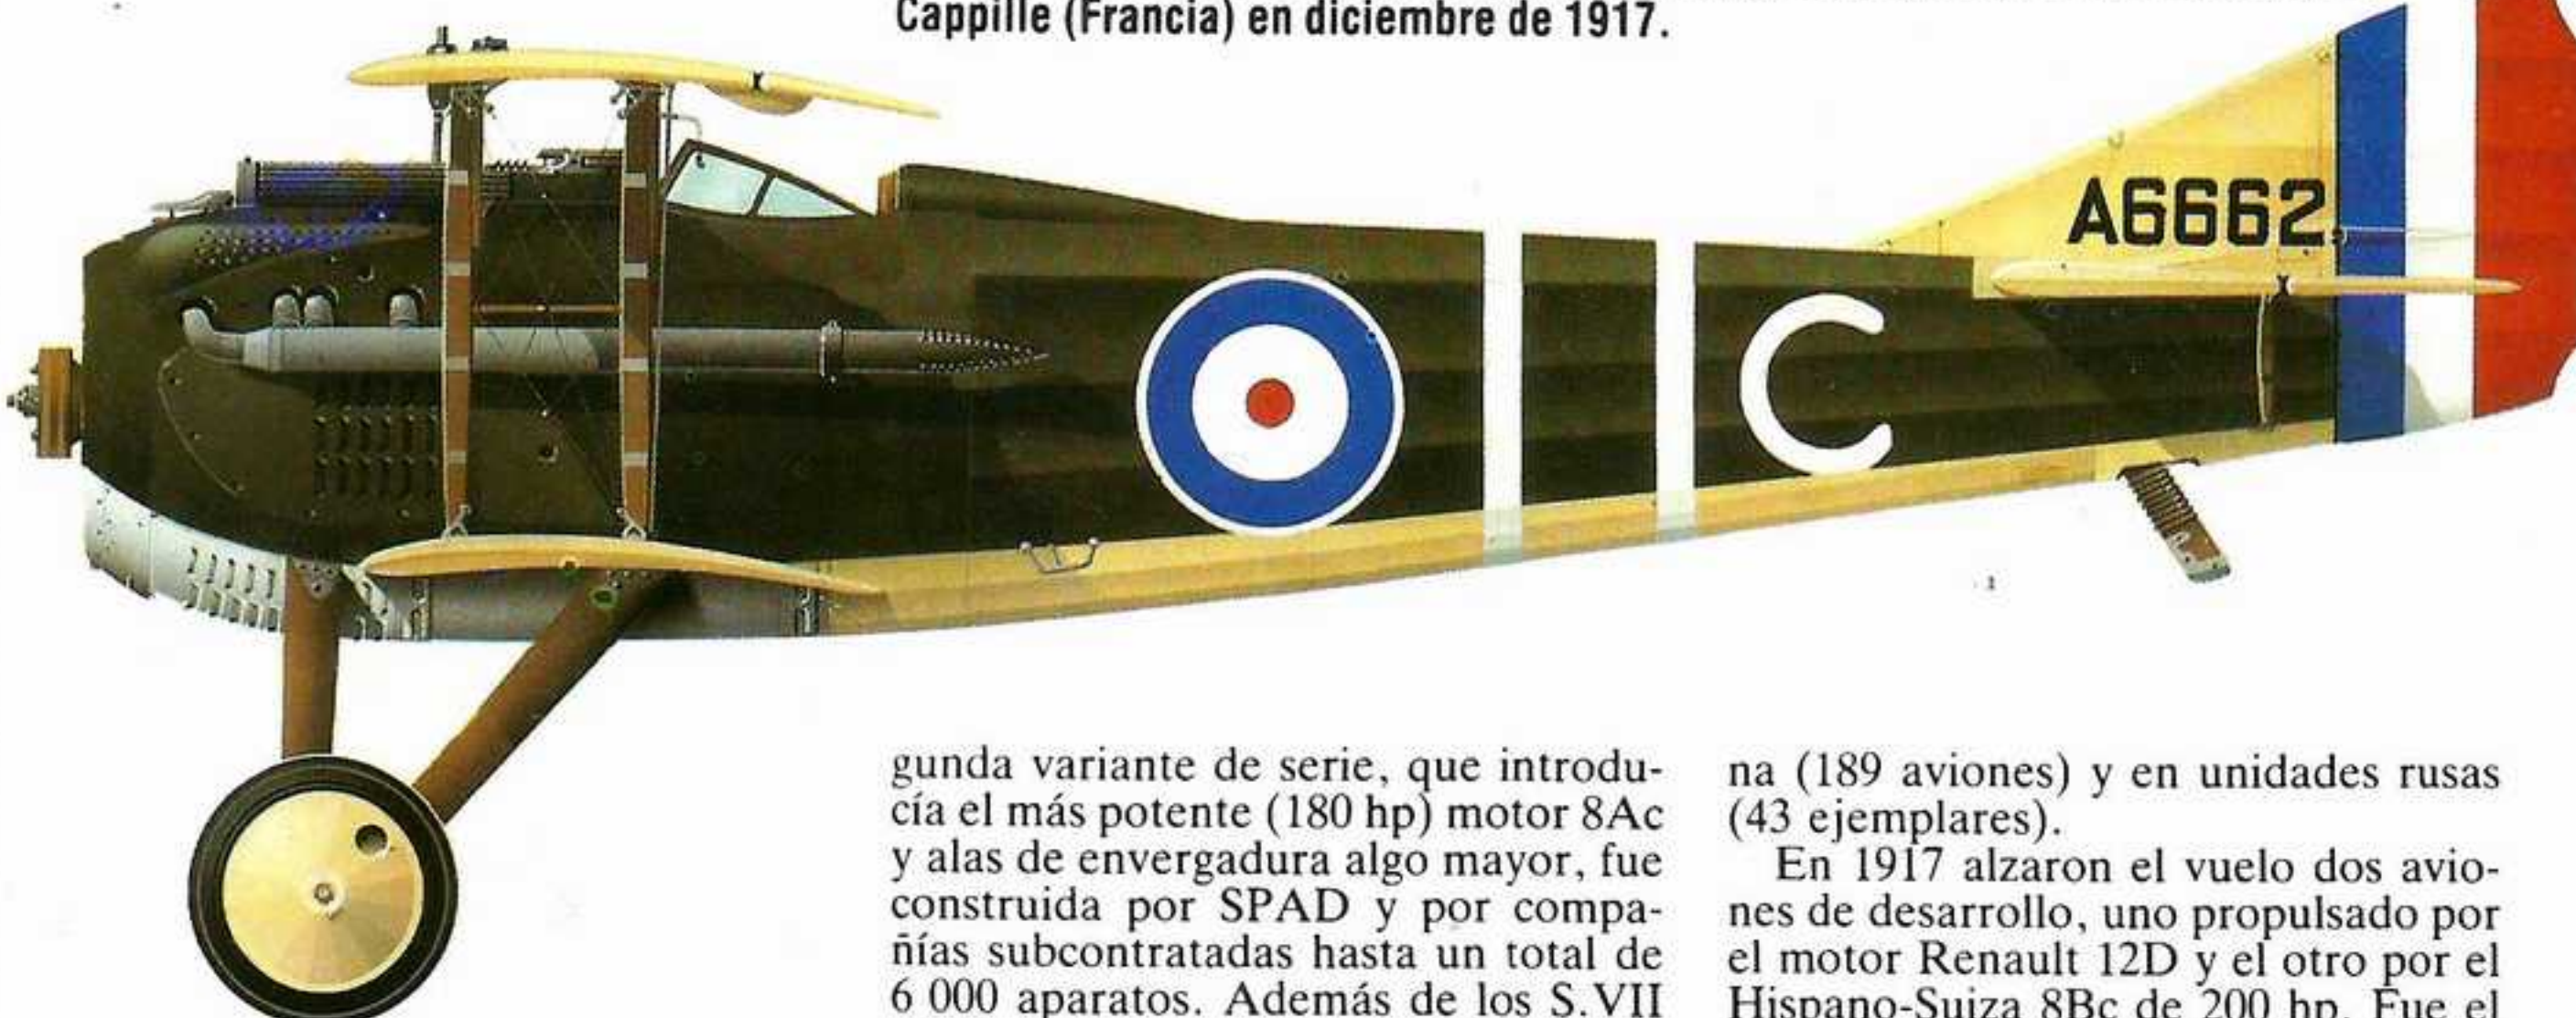 Cappille (Francia) en diciembre de 1917.
A6662
C
gunda variante de serie, que introdu-
cía el más potente (180 hp) motor 8Ac
y alas de envergadura algo mayor, fue
construida por SPAD y por compa-
ñías subcontratadas hasta un total de
6 000 aparatos. Además de los S.VII
na (189 aviones) y en unidades rusas
(43 ejemplares).
En 1917 alzaron el vuelo dos avio-
nes de desarrollo, uno propulsado por
el motor Renault 12D y el otro por el
Hispano-Suiza 8Bc de 200 hp. Fue el